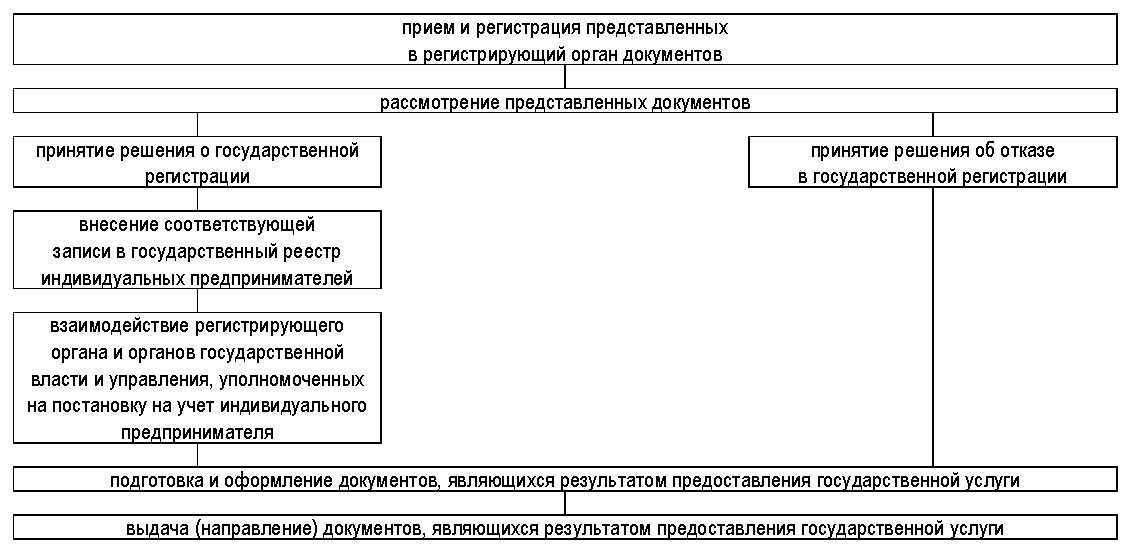 прием и регистрация представленных
в регистрирующий орган документов
рассмотрение представленных документов
принятие решения о государственной
регистрации
принятие решения об отказе
в государственной регистрации
внесение соответствующей
записи в государственный реестр
индивидуальных предпринимателей
взаимодействие регистрирующего
органа и органов государственной
власти и управления, уполномоченных
на постановку на учет индивидуального
предпринимателя
подготовка и оформление документов, являющихся результатом предоставления государственной услуги
выдача (направление) документов, являющихся результатом предоставления государственной услуги